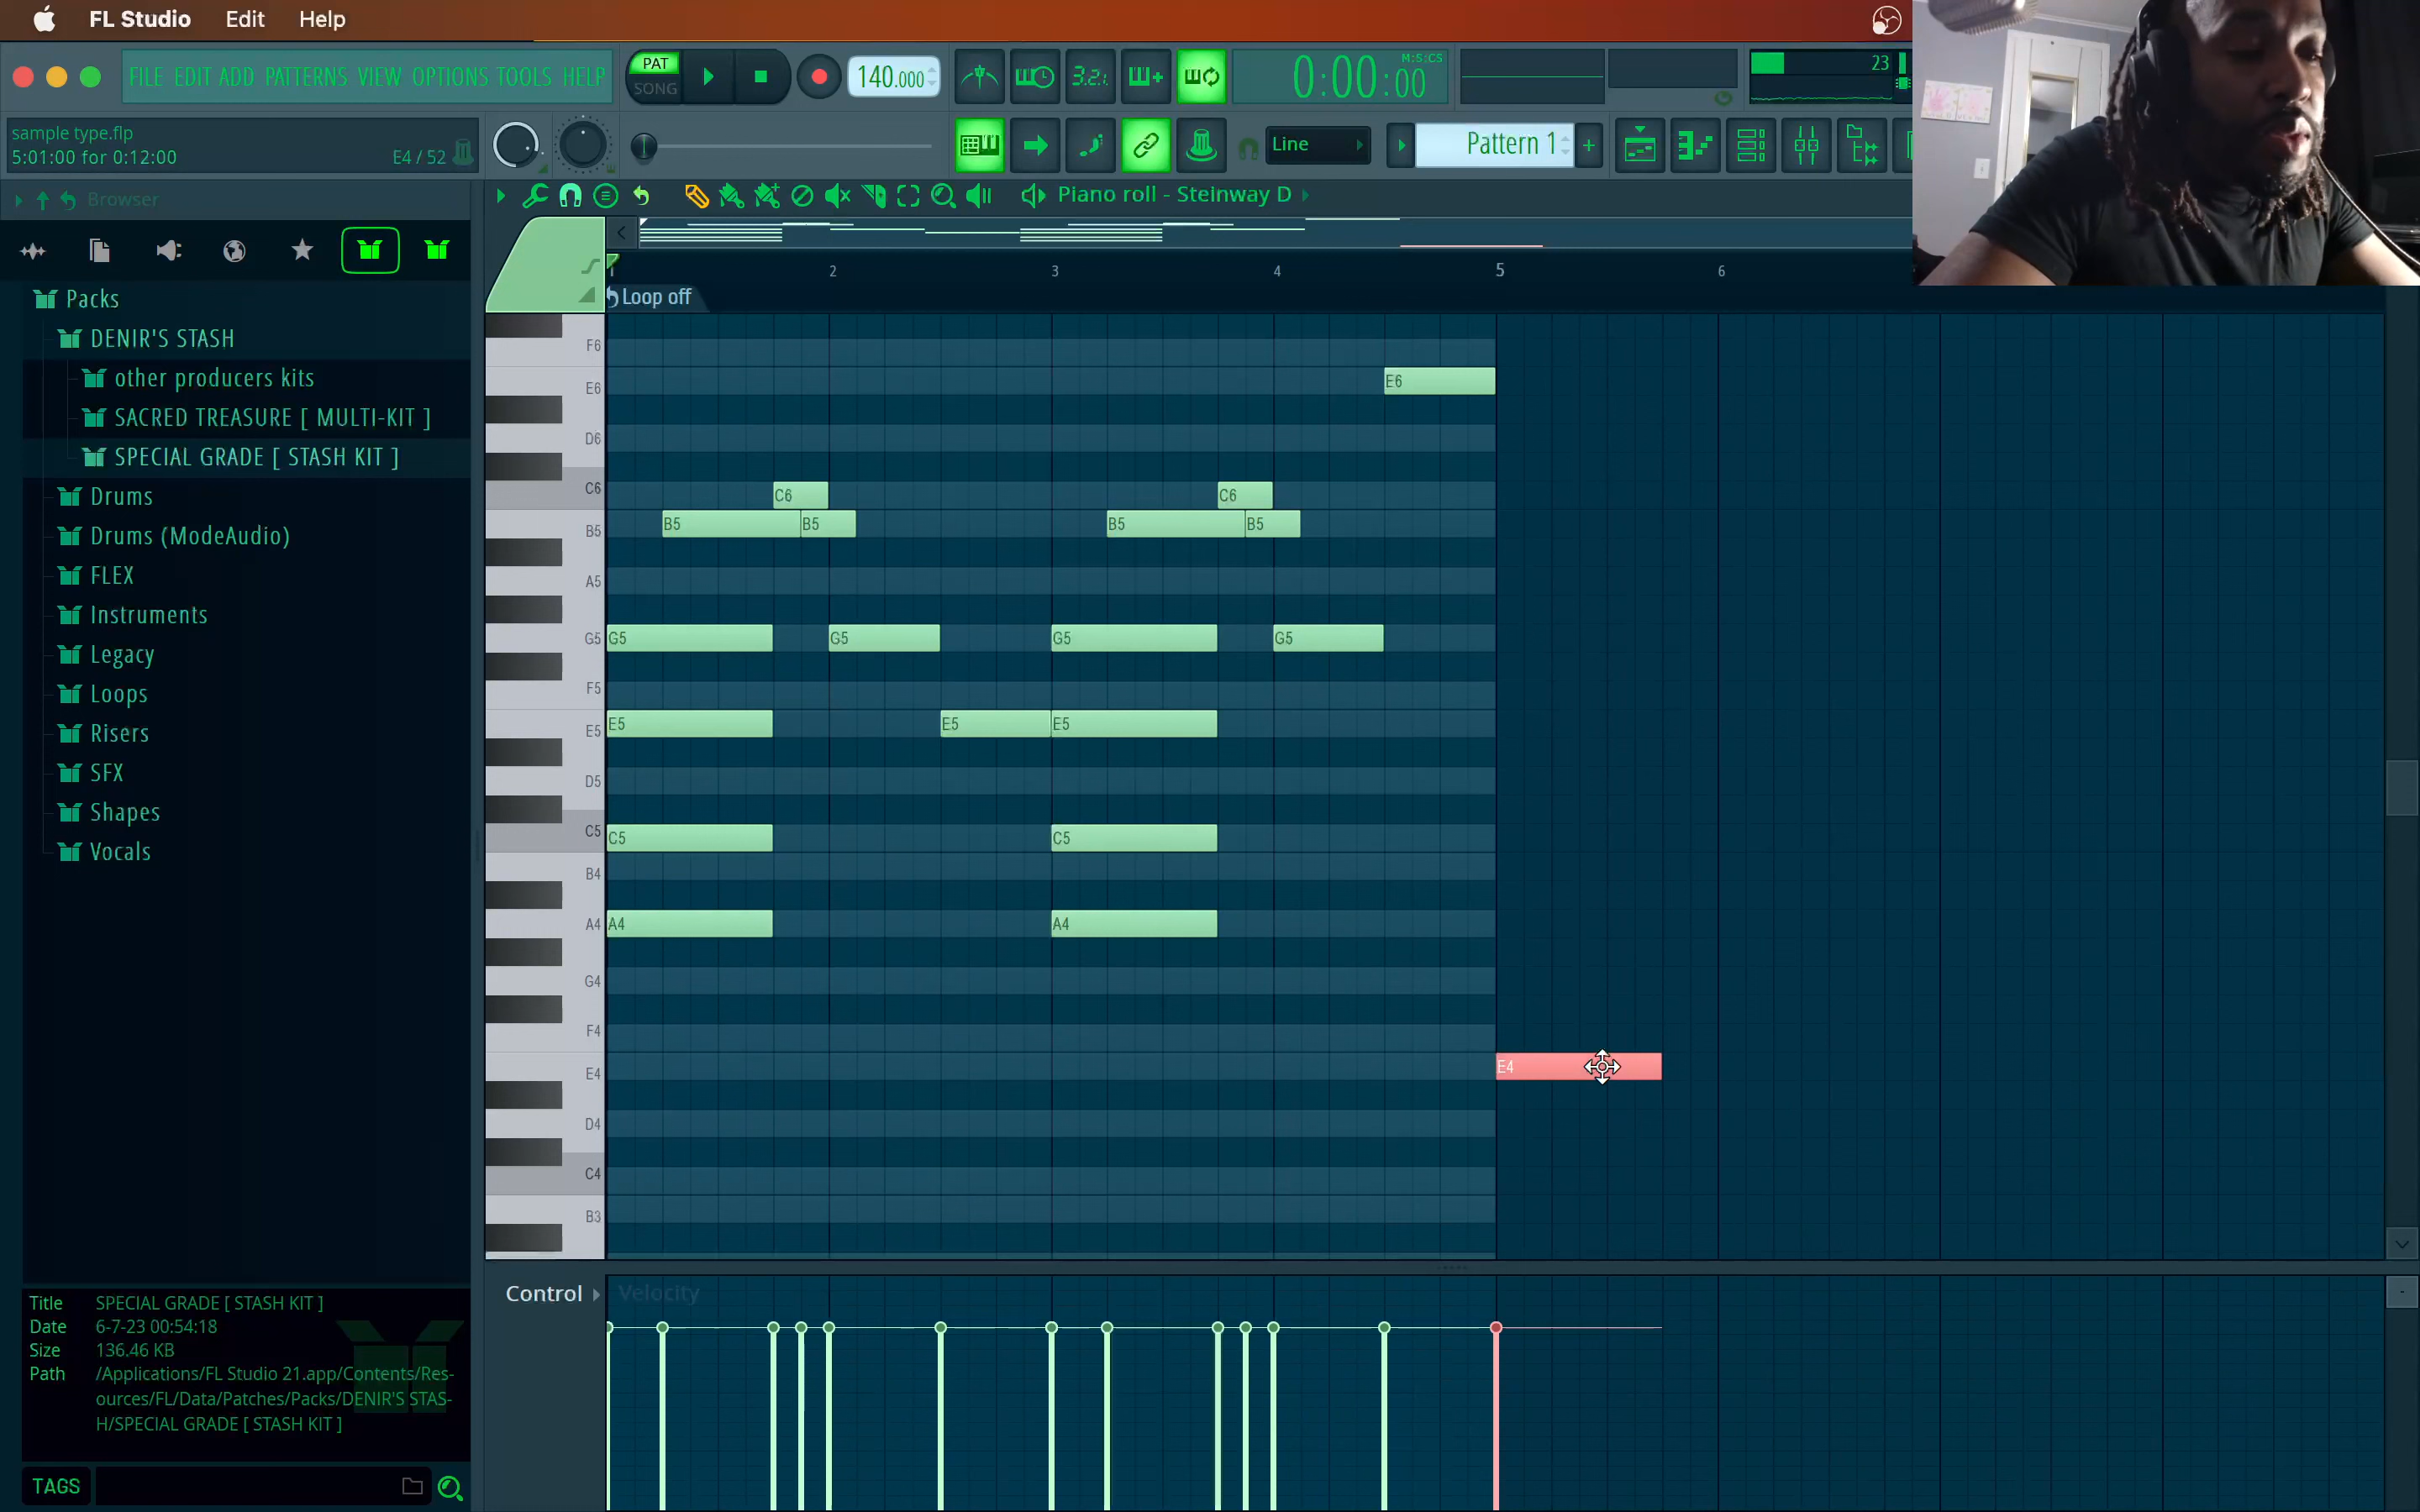 FL Studio Edit Help
FILE EDIT ADD PATTERNS VIEW OPTIONS TOOLS HELP
PAT
SONG
140.000
3.2.
M:S:CS
0:00:00
23
sample type.flp
5:01:00 for 0:12:00 E4 / 52
Line
Pattern 1
+
Browser
Piano roll - Steinway D
Packs
DENIR'S STASH
other producers kits
SACRED TREASURE [ MULTI-KIT ]
SPECIAL GRADE [ STASH KIT ]
Drums
Drums (ModeAudio)
FLEX
Instruments
Legacy
Loops
Risers
SFX
Shapes
Vocals
1 2 3 4 5 6
Loop off
F6
E6 E6
D6
C6 C6 C6
B5 B5 B5 B5 B5
A5
G5 G5 G5 G5 G5
F5
E5 E5 E5 E5
D5
C5 C5 C5
B4
A4 A4 A4
G4
F4
E4 E4
D4
C4
B3
Control Velocity
Title SPECIAL GRADE [ STASH KIT ]
Date 6-7-23 00:54:18
Size 136.46 KB
Path /Applications/FL Studio 21.app/Contents/Res-
ources/FL/Data/Patches/Packs/DENIR'S STAS-
H/SPECIAL GRADE [ STASH KIT ]
TAGS